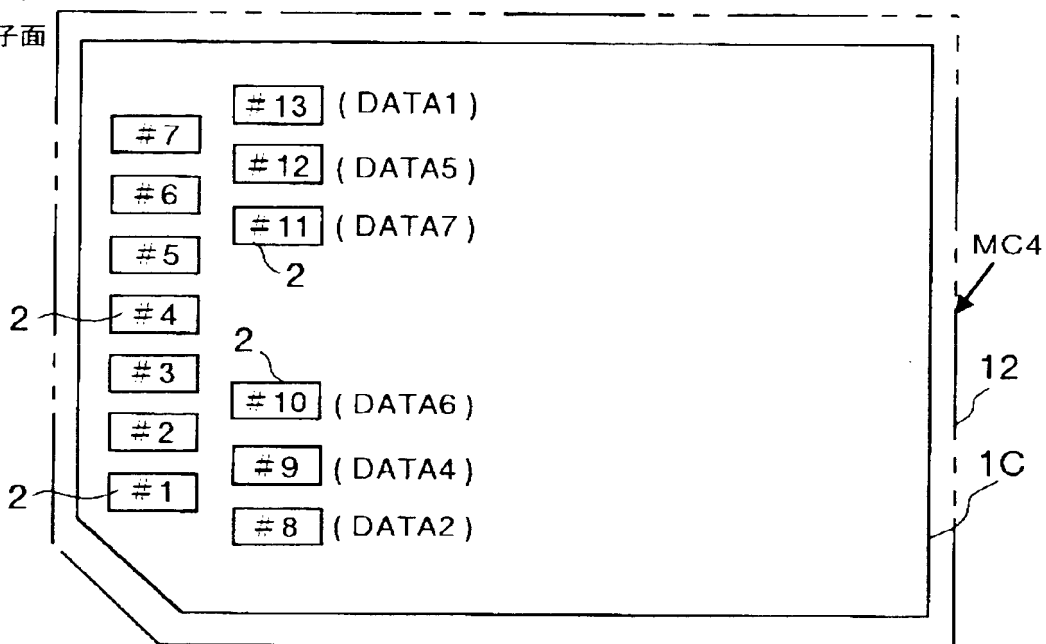 子面
#13 (DATA1)
#7
#12 (DATA5)
#6
#11 (DATA7)
#5
2
MC4
2
#4
2
#3
12
#10 (DATA6)
#2
#9 (DATA4)
1C
2
#1
#8 (DATA2)